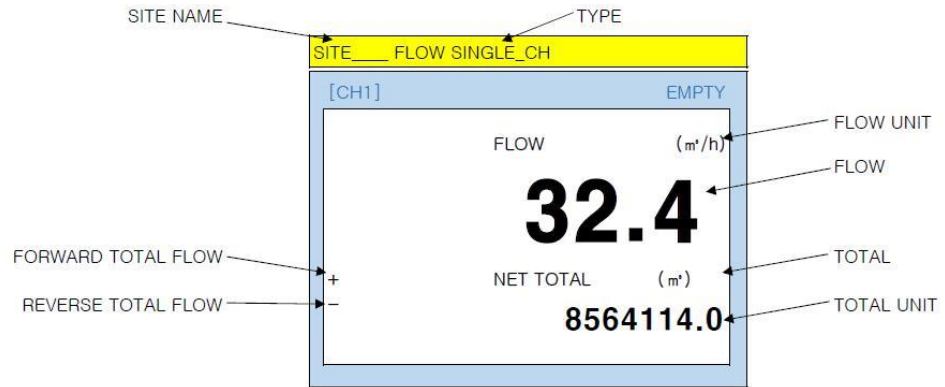 SITE NAME
TYPE
SITE____ FLOW SINGLE_CH
[CH1] EMPTY
FLOW (㎥/h)
FLOW UNIT
FLOW
32.4
FORWARD TOTAL FLOW
+
NET TOTAL (㎥)
TOTAL
REVERSE TOTAL FLOW
−
8564114.0
TOTAL UNIT